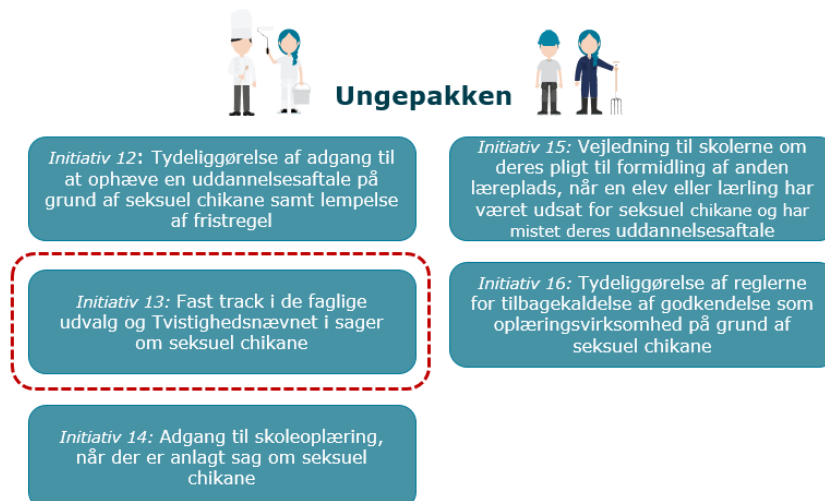 Ungepakken
Initiativ 12: Tydeliggørelse af adgang til
at ophæve en uddannelsesaftale på
grund af seksuel chikane samt lempelse
af fristregel
Initiativ 13: Fast track i de faglige
udvalg og Tvistighedsnævnet i sager
om seksuel chikane
Initiativ 14: Adgang til skoleoplæring,
når der er anlagt sag om seksuel
chikane
Initiativ 15: Vejledning til skolerne om
deres pligt til formidling af anden
læreplads, når en elev eller lærling har
været udsat for seksuel chikane og har
mistet deres uddannelsesaftale
Initiativ 16: Tydeliggørelse af reglerne
for tilbagekaldelse af godkendelse som
oplæringsvirksomhed på grund af
seksuel chikane